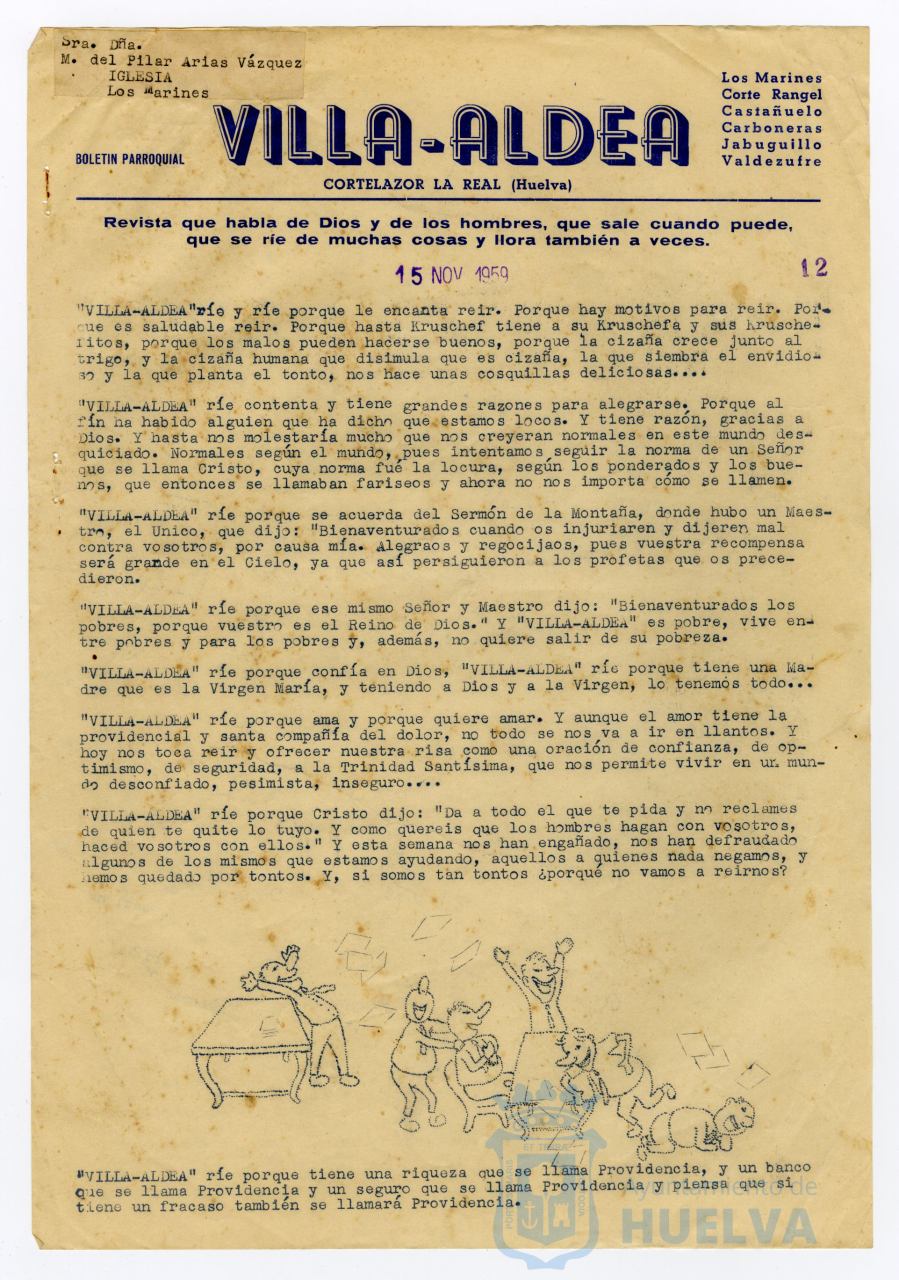 Sra. Dña.
M. del Pilar Arias Vázquez
IGLESIA
Los Marines
BOLETIN PARROQUIAL
VILLA-ALDEA
CORTELAZOR LA REAL (Huelva)
Los Marines
Corte Rangel
Castañuelo
Carboneras
Jabuguillo
Valdezufre
Revista que habla de Dios y de los hombres, que sale cuando puede,
que se ríe de muchas cosas y llora también a veces.
15 NOV 1959
12
"VILLA-ALDEA" ríe y ríe porque le encanta reir. Porque hay motivos para reir. Por-
que es saludable reir. Porque hasta Kruschef tiene a su Kruschefa y sus Krusche-
fitos, porque los malos pueden hacerse buenos, porque la cizaña crece junto al
trigo, y la cizaña humana que disimula que es cizaña, la que siembra el envidio-
so y la que planta el tonto, nos hace unas cosquillas deliciosas....
"VILLA-ALDEA" ríe contenta y tiene grandes razones para alegrarse. Porque al
fín ha habido alguien que ha dicho que estamos locos. Y tiene razón, gracias a
Dios. Y hasta nos molestaría mucho que nos creyeran normales en este mundo des-
quiciado. Normales según el mundo, pues intentamos seguir la norma de un Señor
que se llama Cristo, cuya norma fué la locura, según los ponderados y los bue-
nos, que entonces se llamaban fariseos y ahora no nos importa cómo se llamen.
"VILLA-ALDEA" ríe porque se acuerda del Sermón de la Montaña, donde hubo un Maes-
tro, el Unico, que dijo: "Bienaventurados cuando os injuriaren y dijeren mal
contra vosotros, por causa mía. Alegraos y regocijaos, pues vuestra recompensa
será grande en el Cielo, ya que así persiguieron a los profetas que os prece-
dieron.
"VILLA-ALDEA" ríe porque ese mismo Señor y Maestro dijo: "Bienaventurados los
pobres, porque vuestro es el Reino de Dios." Y "VILLA-ALDEA" es pobre, vive en-
tre pobres y para los pobres y, además, no quiere salir de su pobreza.
"VILLA-ALDEA" ríe porque confía en Dios, "VILLA-ALDEA" ríe porque tiene una Ma-
dre que es la Virgen María, y teniendo a Dios y a la Virgen, lo tenemos todo...
"VILLA-ALDEA" ríe porque ama y porque quiere amar. Y aunque el amor tiene la
providencial y santa compañía del dolor, no todo se nos va a ir en llantos. Y
hoy nos toca reir y ofrecer nuestra risa como una oración de confianza, de op-
timismo, de seguridad, a la Trinidad Santísima, que nos permite vivir en un mun-
do desconfiado, pesimista, inseguro....
"VILLA-ALDEA" ríe porque Cristo dijo: "Da a todo el que te pida y no reclames
de quien te quite lo tuyo. Y como quereis que los hombres hagan con vosotros,
haced vosotros con ellos." Y esta semana nos han engañado, nos han defraudado
algunos de los mismos que estamos ayudando, aquellos a quienes nada negamos, y
hemos quedado por tontos. Y, si somos tan tontos ¿porqué no vamos a reirnos?
"VILLA-ALDEA" ríe porque tiene una riqueza que se llama Providencia, y un banco
que se llama Providencia y un seguro que se llama Providencia y piensa que si
tiene un fracaso también se llamará Providencia.
Ayuntamiento de
HUELVA